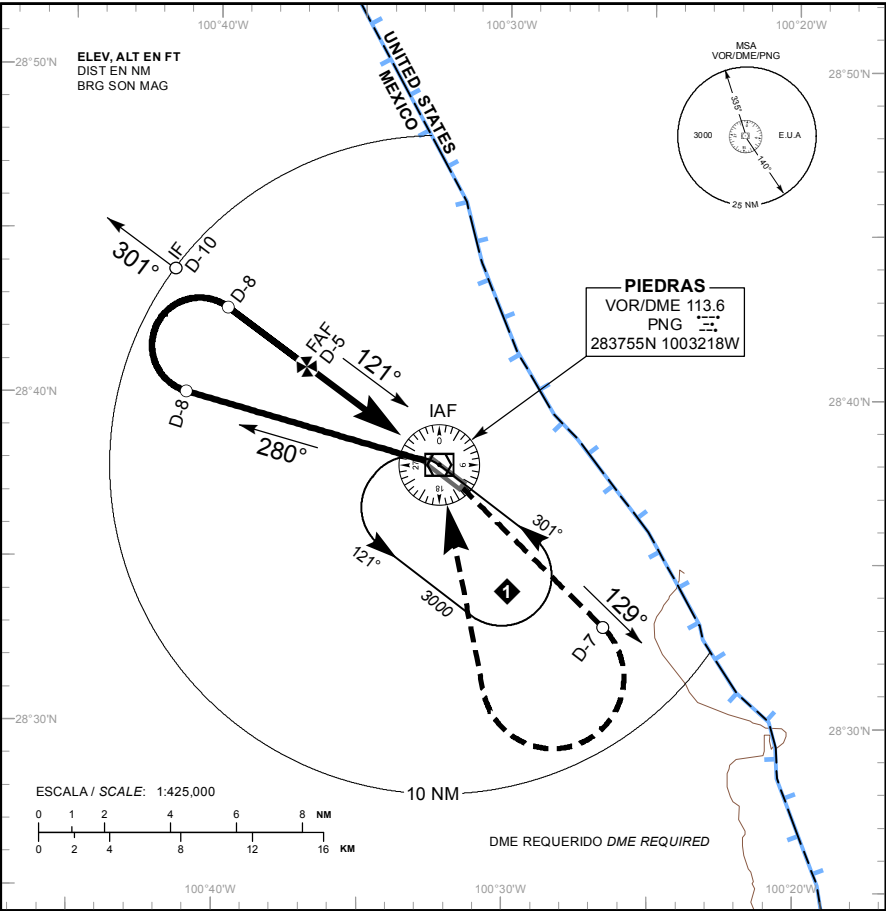 100°40'W
100°30'W
100°20'W
28°50'N
28°50'N
ELEV, ALT EN FT
DIST EN NM
BRG SON MAG
UNITED STATES
MEXICO
MSA
VOR/DME/PNG
335°
3000
E.U.A
140°
25 NM
301°
IF
D-10
D-8
FAF
D-5
121°
PIEDRAS
VOR/DME 113.6
PNG
283755N 1003218W
28°40'N
28°40'N
D-8
280°
IAF
0
9
18
27
301°
121°
3000
1
129°
D-7
28°30'N
28°30'N
10 NM
ESCALA / SCALE: 1:425,000
0 1 2 4 6 8 NM
0 2 4 8 12 16 KM
DME REQUERIDO DME REQUIRED
100°40'W
100°30'W
100°20'W